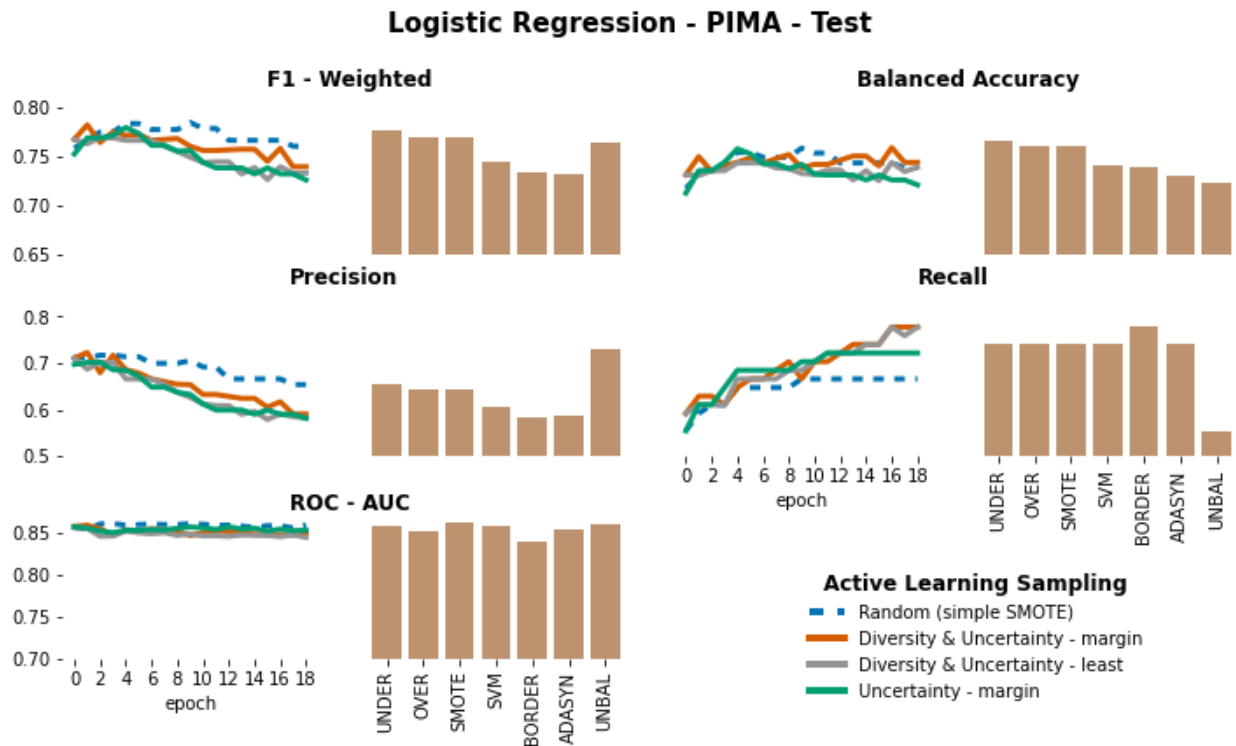 Logistic Regression - PIMA - Test
F1 - Weighted
0.80
0.75
0.70
0.65
Balanced Accuracy
Precision
0.8
0.7
0.6
0.5
Recall
0 2 4 6 8 10 12 14 16 18
epoch
UNDER OVER SMOTE SVM BORDER ADASYN UNBAL
ROC - AUC
0.85
0.80
0.75
0.70
0 2 4 6 8 10 12 14 16 18
epoch
UNDER OVER SMOTE SVM BORDER ADASYN UNBAL
Active Learning Sampling
Random (simple SMOTE)
Diversity & Uncertainty - margin
Diversity & Uncertainty - least
Uncertainty - margin